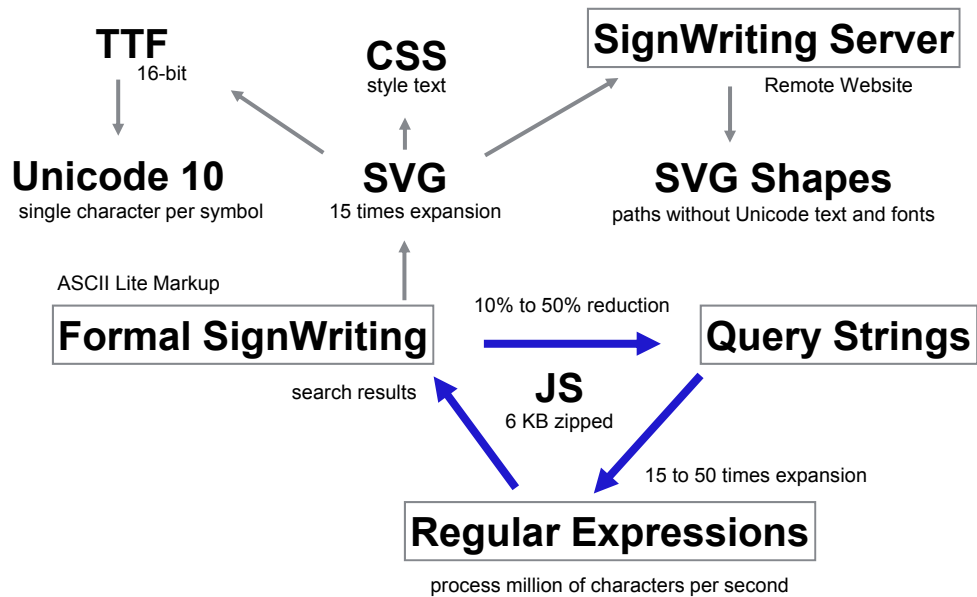 TTF
16-bit
CSS
style text
SignWriting Server
Remote Website
Unicode 10
single character per symbol
SVG
15 times expansion
SVG Shapes
paths without Unicode text and fonts
ASCII Lite Markup
Formal SignWriting
10% to 50% reduction
Query Strings
search results
JS
6 KB zipped
15 to 50 times expansion
Regular Expressions
process million of characters per second